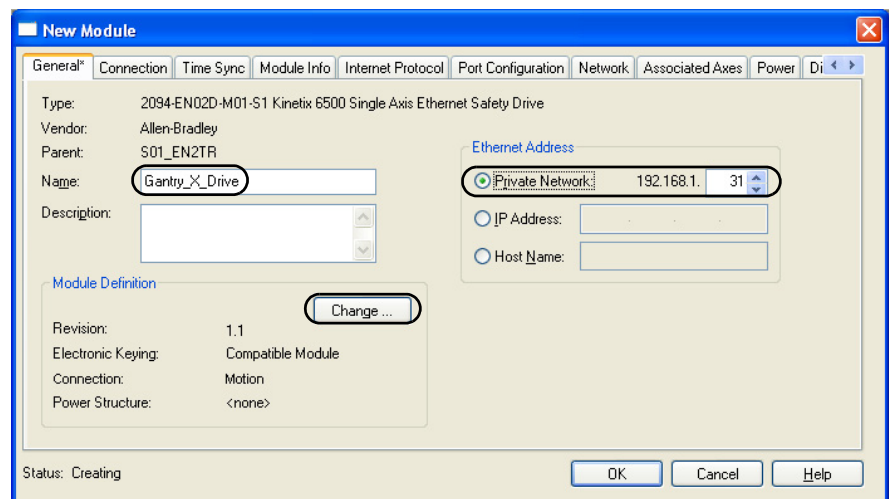 New Module
General* Connection Time Sync Module Info Internet Protocol Port Configuration Network Associated Axes Power Di
Type: 2094-EN02D-M01-S1 Kinetix 6500 Single Axis Ethernet Safety Drive
Vendor: Allen-Bradley
Parent: S01_EN2TR
Name: Gantry_X_Drive
Description:
Ethernet Address
Private Network: 192.168.1. 31
IP Address:
Host Name:
Module Definition
Change ...
Revision: 1.1
Electronic Keying: Compatible Module
Connection: Motion
Power Structure: <none>
Status: Creating
OK Cancel Help